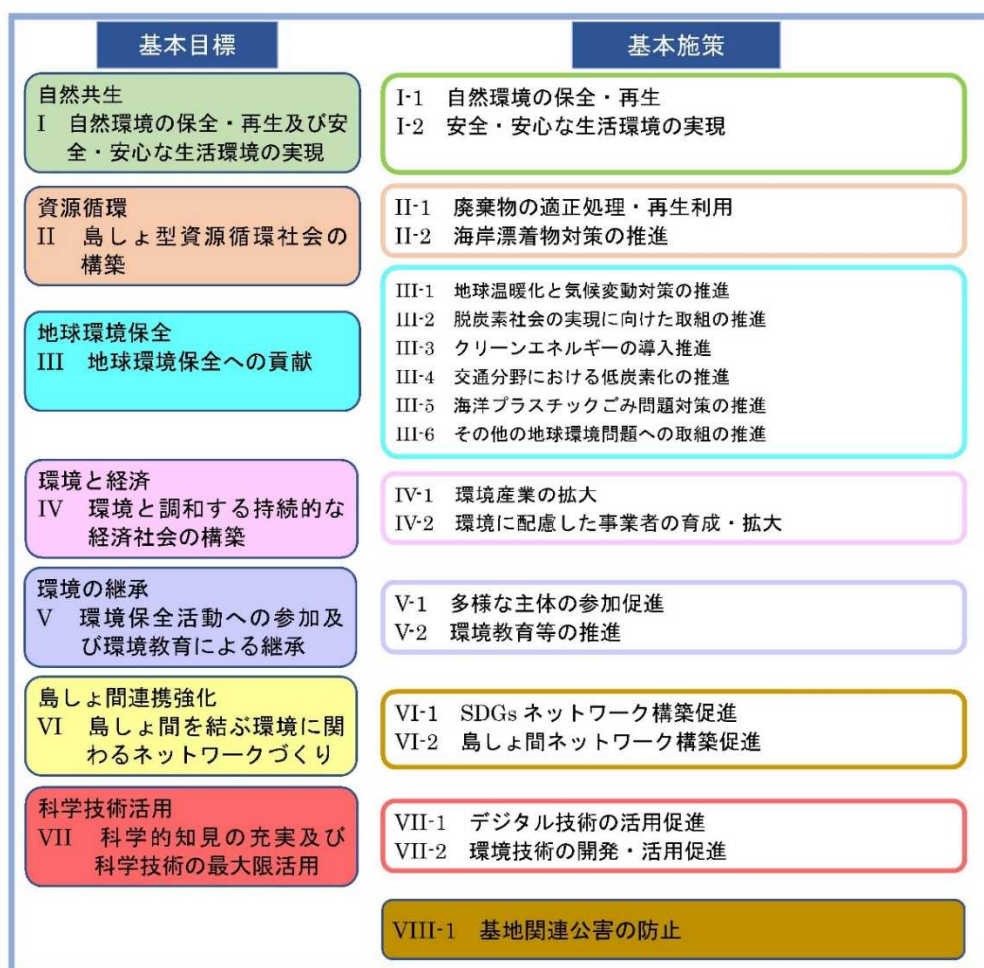 基本目標
基本施策
自然共生
I 自然環境の保全・再生及び安
全・安心な生活環境の実現
I-1 自然環境の保全・再生
I-2 安全・安心な生活環境の実現
資源循環
II 島しょ型資源循環社会の
構築
II-1 廃棄物の適正処理・再生利用
II-2 海岸漂着物対策の推進
地球環境保全
III 地球環境保全への貢献
III-1 地球温暖化と気候変動対策の推進
III-2 脱炭素社会の実現に向けた取組の推進
III-3 クリーンエネルギーの導入推進
III-4 交通分野における低炭素化の推進
III-5 海洋プラスチックごみ問題対策の推進
III-6 その他の地球環境問題への取組の推進
環境と経済
IV 環境と調和する持続的な
経済社会の構築
IV-1 環境産業の拡大
IV-2 環境に配慮した事業者の育成・拡大
環境の継承
V 環境保全活動への参加及
び環境教育による継承
V-1 多様な主体の参加促進
V-2 環境教育等の推進
島しょ間連携強化
VI 島しょ間を結ぶ環境に関
わるネットワークづくり
VI-1 SDGs ネットワーク構築促進
VI-2 島しょ間ネットワーク構築促進
科学技術活用
VII 科学的知見の充実及び
科学技術の最大限活用
VII-1 デジタル技術の活用促進
VII-2 環境技術の開発・活用促進
VIII-1 基地関連公害の防止